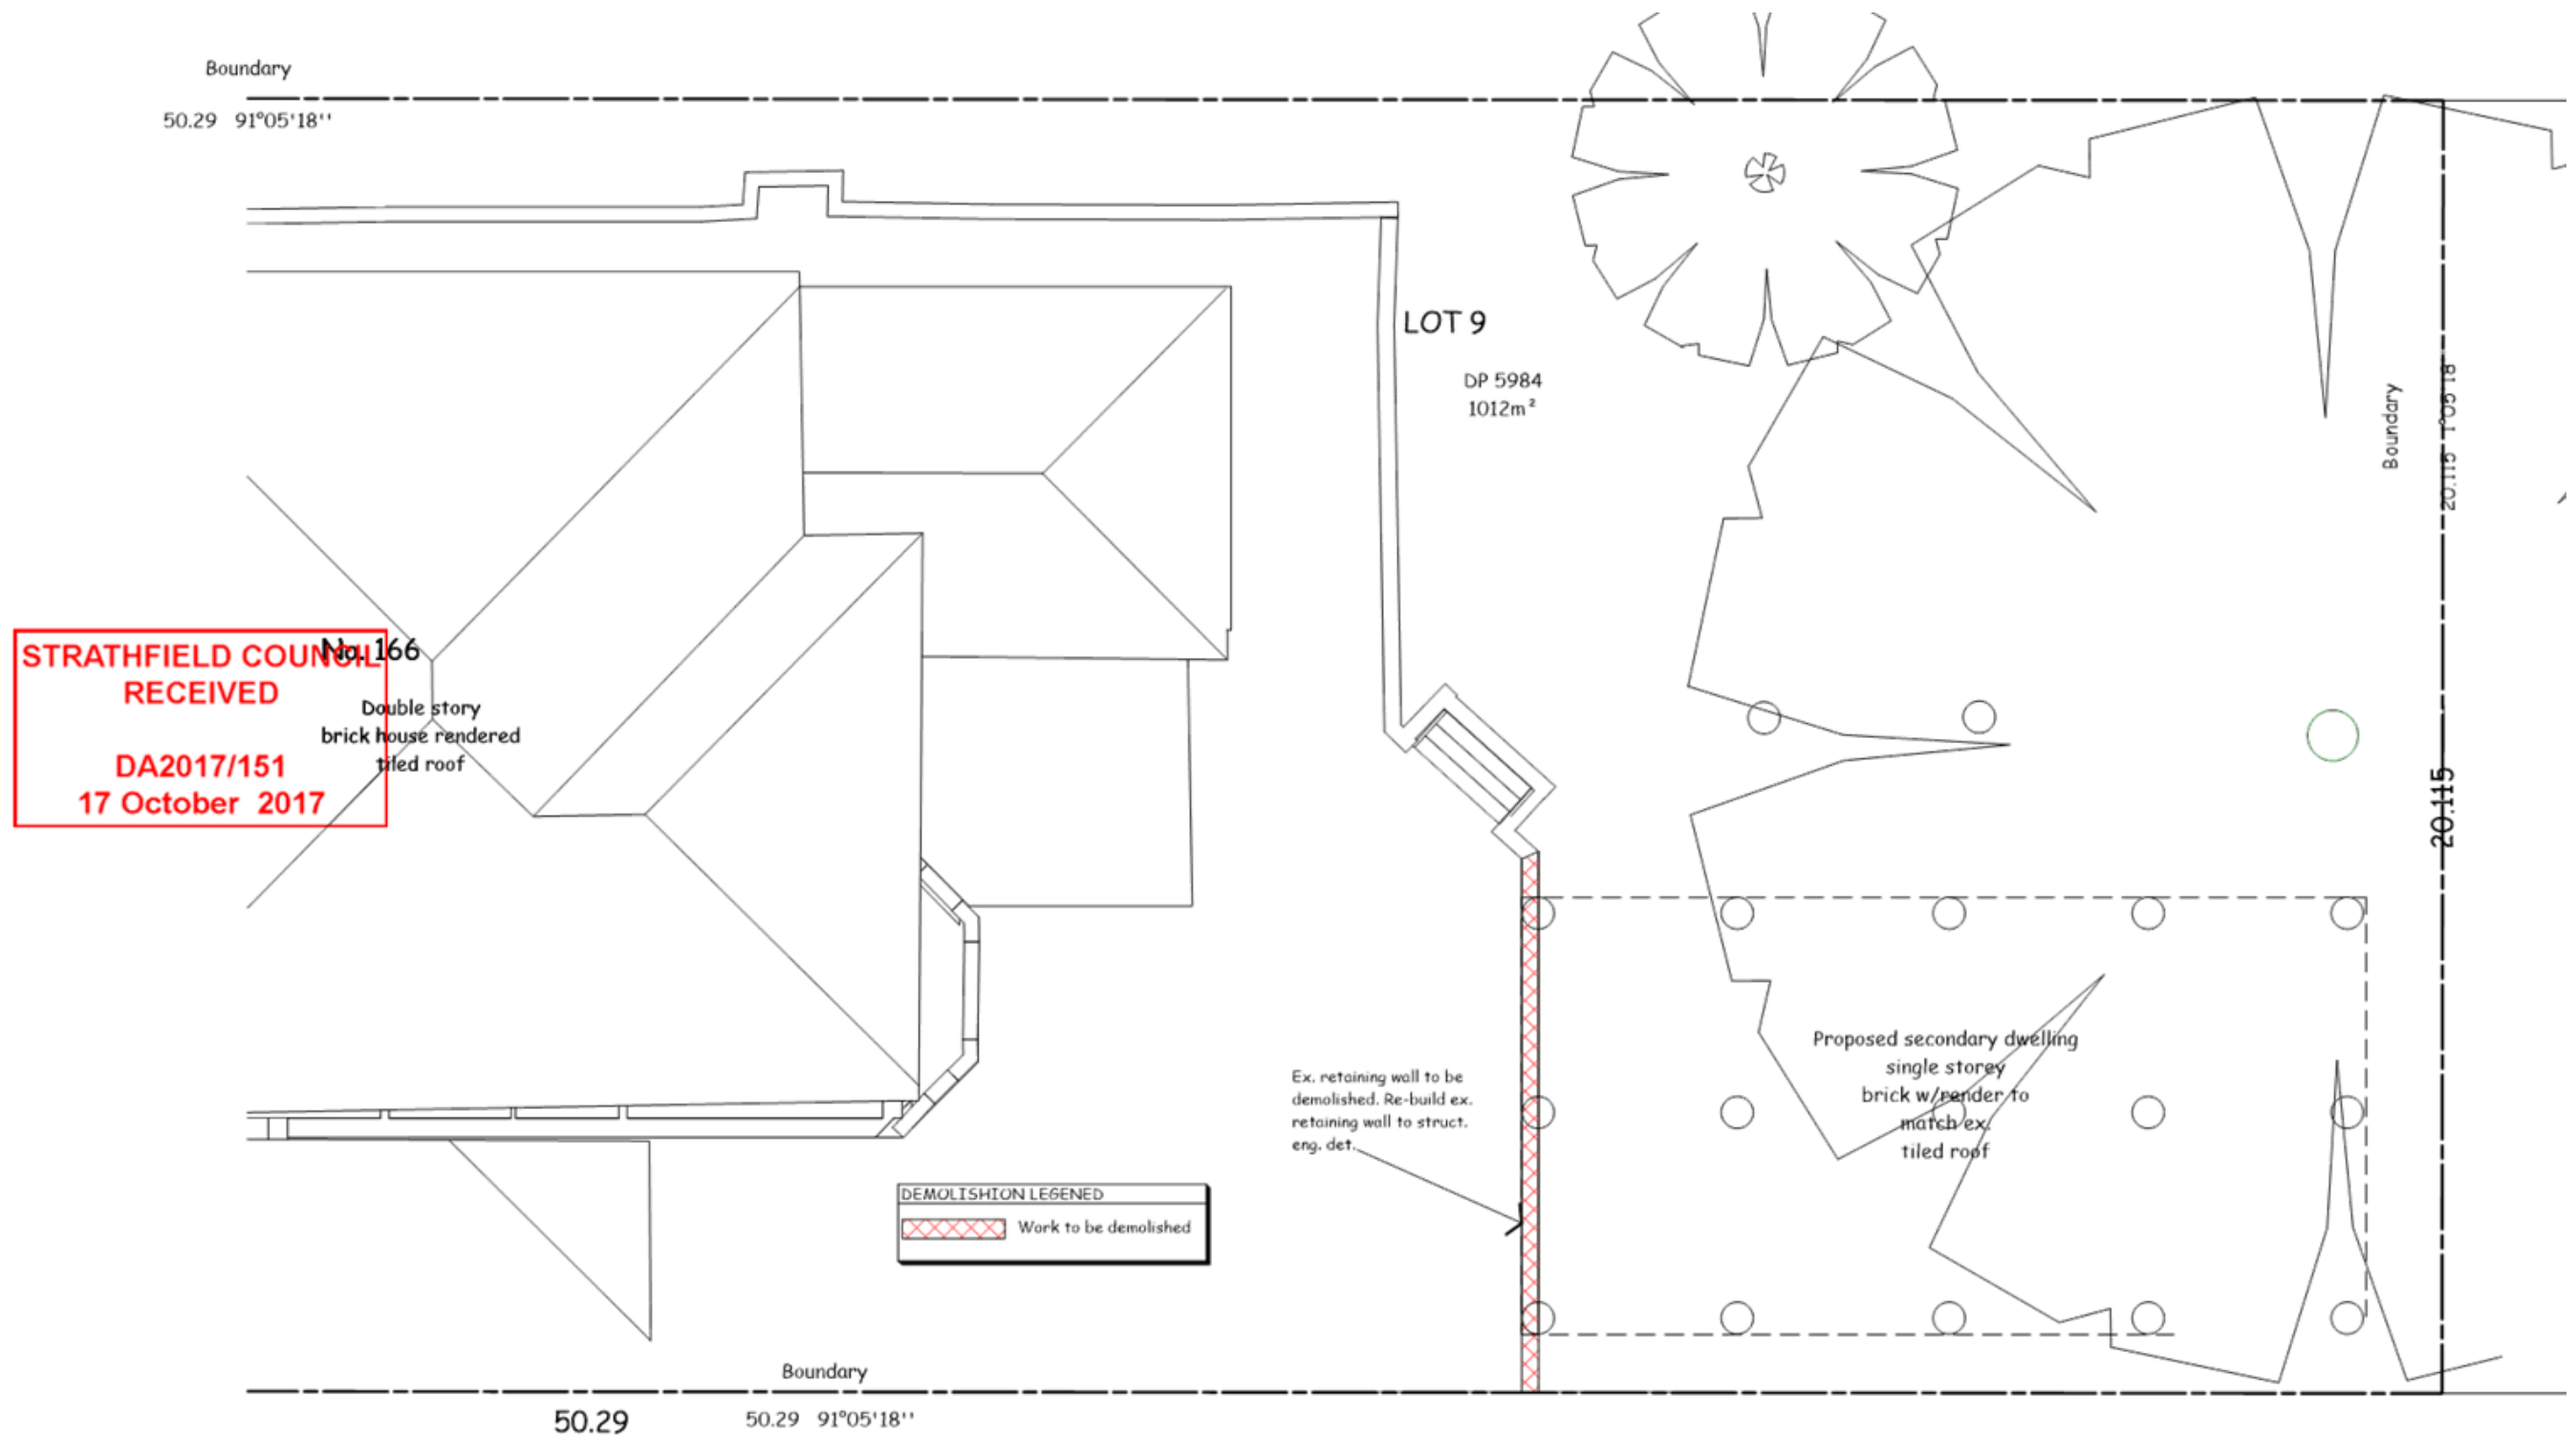 Boundary
50.29 91°05'18''
LOT 9
DP 5984
1012m²
Boundary
20.115 1°05'18''
20.115
No. 166
Double story
brick house rendered
tiled roof
STRATHFIELD COUNCIL
RECEIVED
DA2017/151
17 October 2017
Ex. retaining wall to be
demolished. Re-build ex.
retaining wall to struct.
eng. det.
Proposed secondary dwelling
single storey
brick w/render to
match ex.
tiled roof
DEMOLISHION LEGENED
Work to be demolished
Boundary
50.29
50.29 91°05'18''